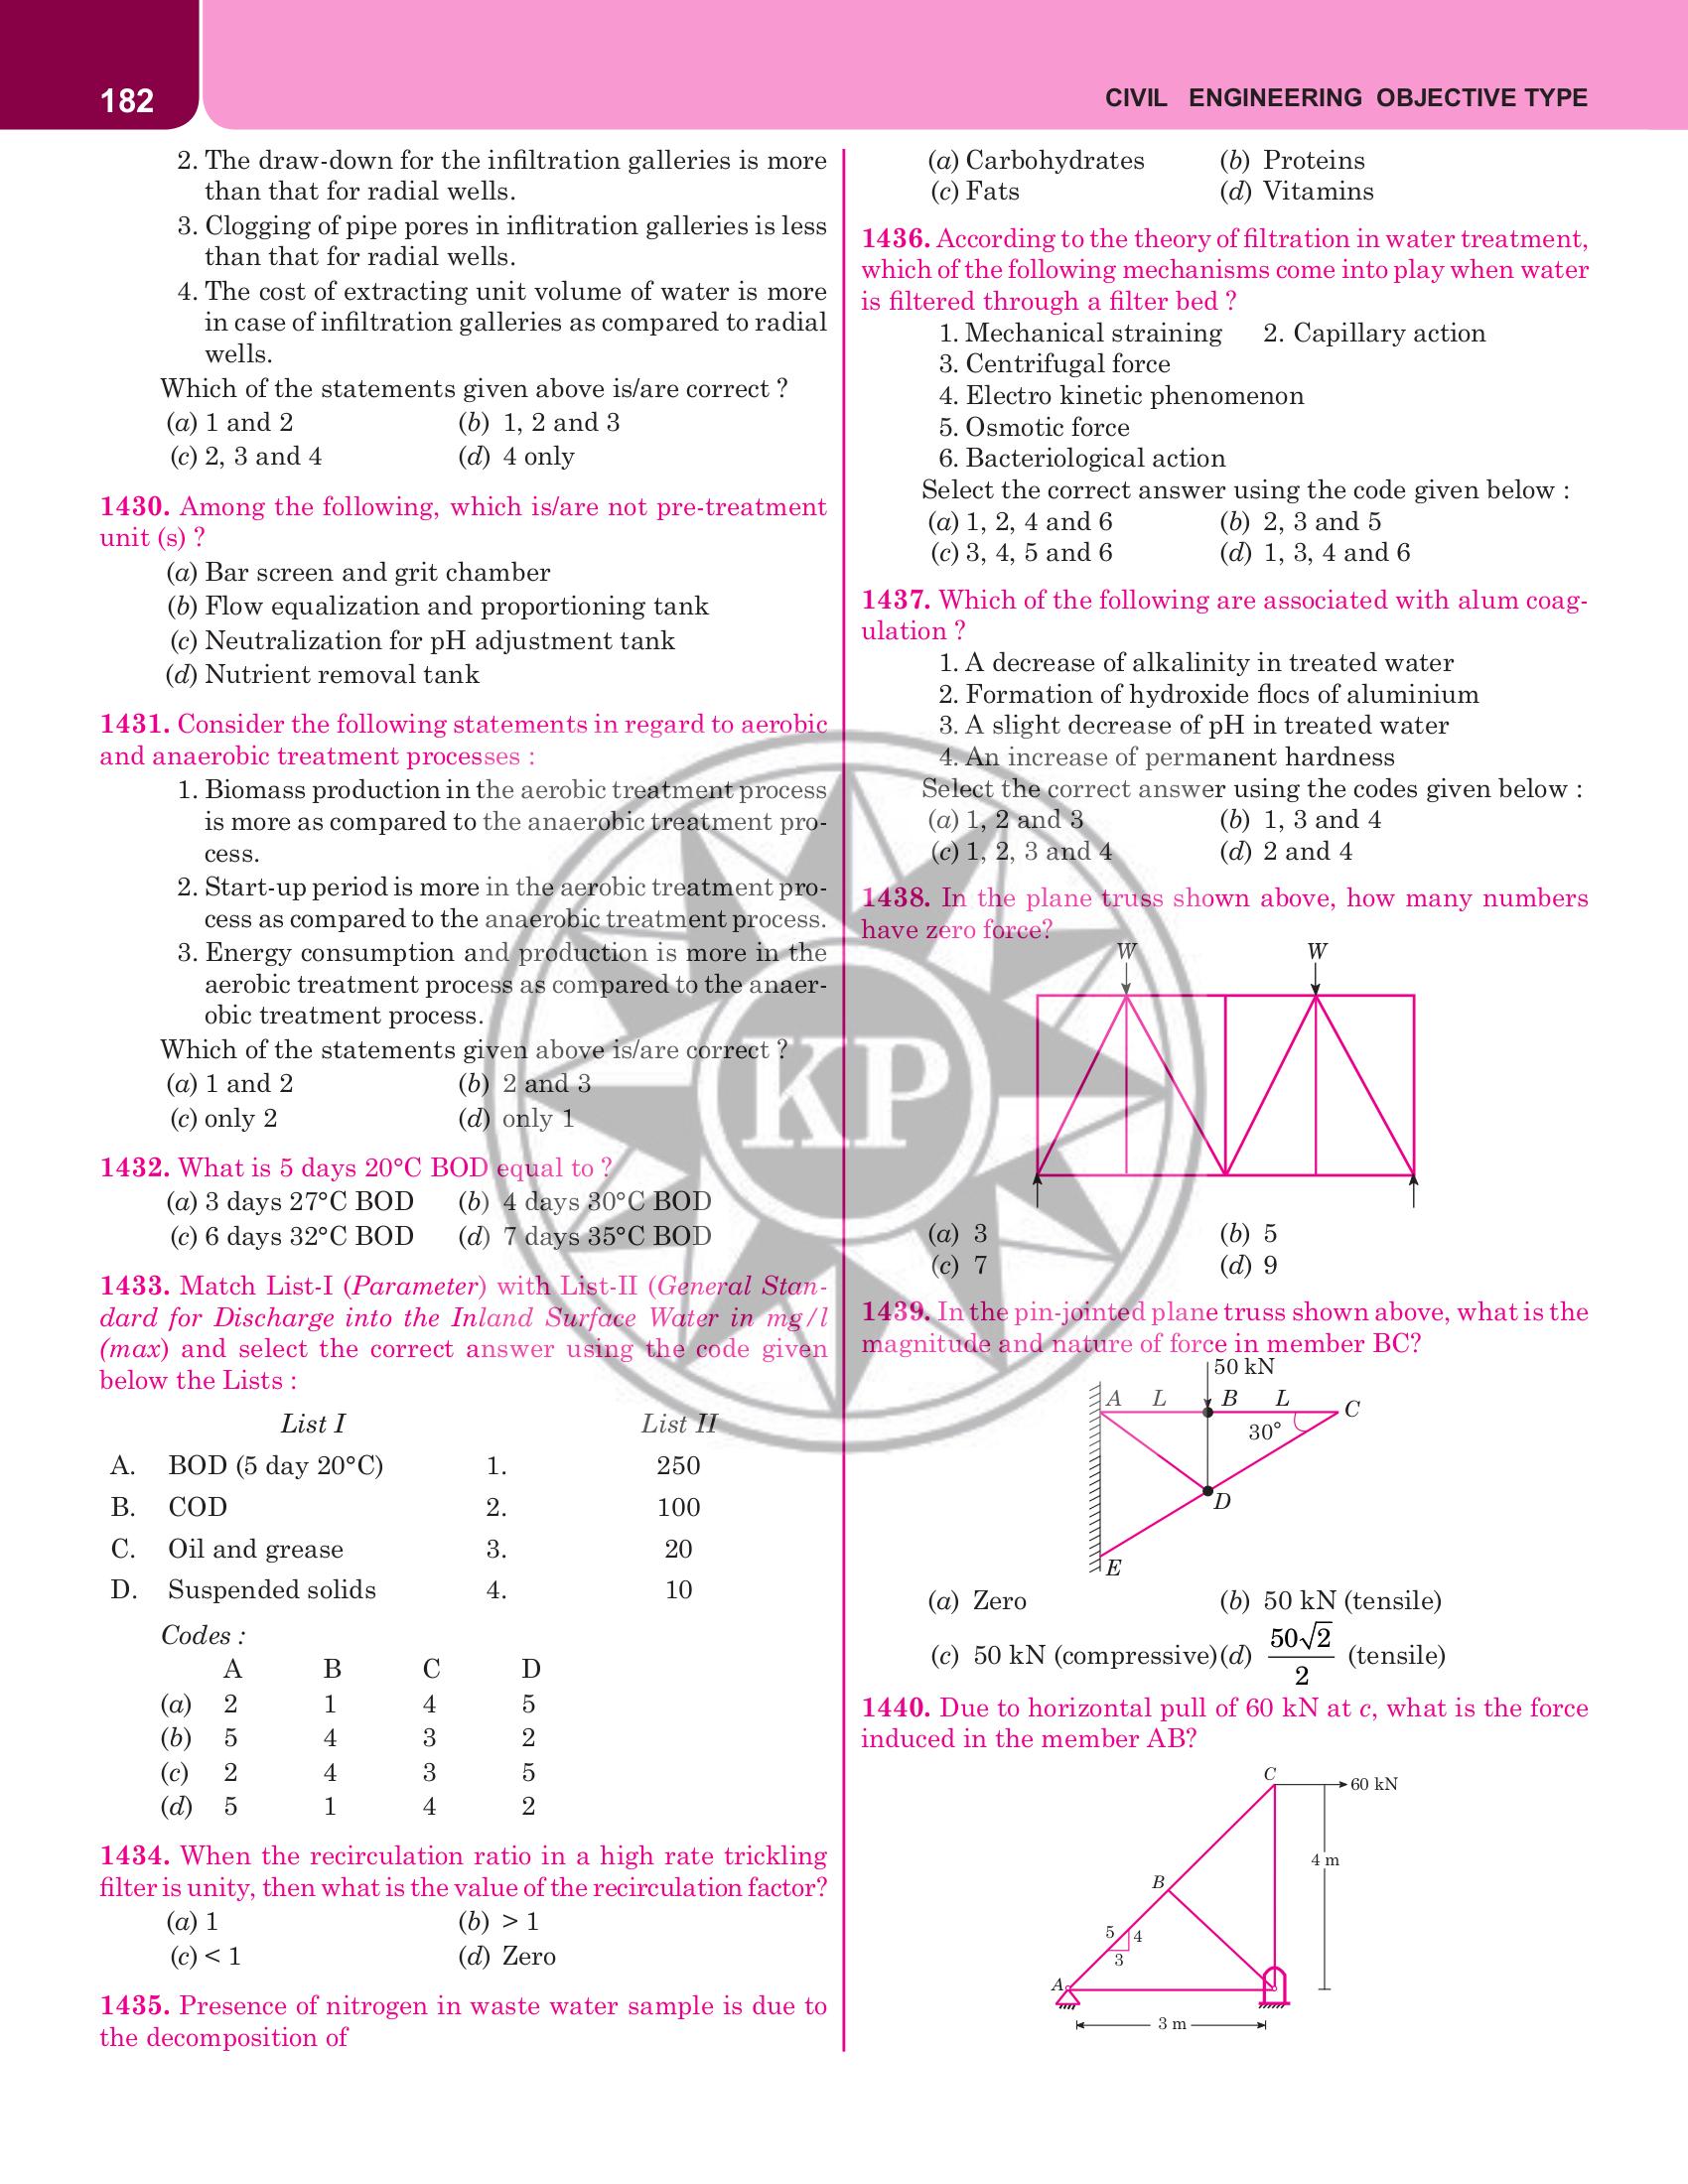 182
CIVIL ENGINEERING OBJECTIVE TYPE
2. The draw-down for the infiltration galleries is more
than that for radial wells.
3. Clogging of pipe pores in inflitration galleries is less
than that for radial wells.
4. The cost of extracting unit volume of water is more
in case of infiltration galleries as compared to radial
wells.
Which of the statements given above is/are correct ?
(a) 1 and 2 (b) 1, 2 and 3
(c) 2, 3 and 4 (d) 4 only
1430. Among the following, which is/are not pre-treatment
unit (s) ?
(a) Bar screen and grit chamber
(b) Flow equalization and proportioning tank
(c) Neutralization for pH adjustment tank
(d) Nutrient removal tank
1431. Consider the following statements in regard to aerobic
and anaerobic treatment processes :
1. Biomass production in the aerobic treatment process
is more as compared to the anaerobic treatment pro-
cess.
2. Start-up period is more in the aerobic treatment pro-
cess as compared to the anaerobic treatment process.
3. Energy consumption and production is more in the
aerobic treatment process as compared to the anaer-
obic treatment process.
Which of the statements given above is/are correct ?
(a) 1 and 2 (b) 2 and 3
(c) only 2 (d) only 1
1432. What is 5 days 20°C BOD equal to ?
(a) 3 days 27°C BOD (b) 4 days 30°C BOD
(c) 6 days 32°C BOD (d) 7 days 35°C BOD
1433. Match List-I (Parameter) with List-II (General Stan-
dard for Discharge into the Inland Surface Water in mg/l
(max) and select the correct answer using the code given
below the Lists :
List I List II
A. BOD (5 day 20°C) 1. 250
B. COD 2. 100
C. Oil and grease 3. 20
D. Suspended solids 4. 10
Codes :
A B C D
(a) 2 1 4 5
(b) 5 4 3 2
(c) 2 4 3 5
(d) 5 1 4 2
1434. When the recirculation ratio in a high rate trickling
filter is unity, then what is the value of the recirculation factor?
(a) 1 (b) > 1
(c) < 1 (d) Zero
1435. Presence of nitrogen in waste water sample is due to
the decomposition of
(a) Carbohydrates (b) Proteins
(c) Fats (d) Vitamins
1436. According to the theory of filtration in water treatment,
which of the following mechanisms come into play when water
is filtered through a filter bed ?
1. Mechanical straining 2. Capillary action
3. Centrifugal force
4. Electro kinetic phenomenon
5. Osmotic force
6. Bacteriological action
Select the correct answer using the code given below :
(a) 1, 2, 4 and 6 (b) 2, 3 and 5
(c) 3, 4, 5 and 6 (d) 1, 3, 4 and 6
1437. Which of the following are associated with alum coag-
ulation ?
1. A decrease of alkalinity in treated water
2. Formation of hydroxide flocs of aluminium
3. A slight decrease of pH in treated water
4. An increase of permanent hardness
Select the correct answer using the codes given below :
(a) 1, 2 and 3 (b) 1, 3 and 4
(c) 1, 2, 3 and 4 (d) 2 and 4
1438. In the plane truss shown above, how many numbers
have zero force?
W W
(a) 3 (b) 5
(c) 7 (d) 9
1439. In the pin-jointed plane truss shown above, what is the
magnitude and nature of force in member BC?
50 kN
A L B L C
30°
D
E
(a) Zero (b) 50 kN (tensile)
(c) 50 kN (compressive) (d) 50√2/2 (tensile)
1440. Due to horizontal pull of 60 kN at c, what is the force
induced in the member AB?
C
60 kN
4 m
B
5 4
3
A
3 m
KP